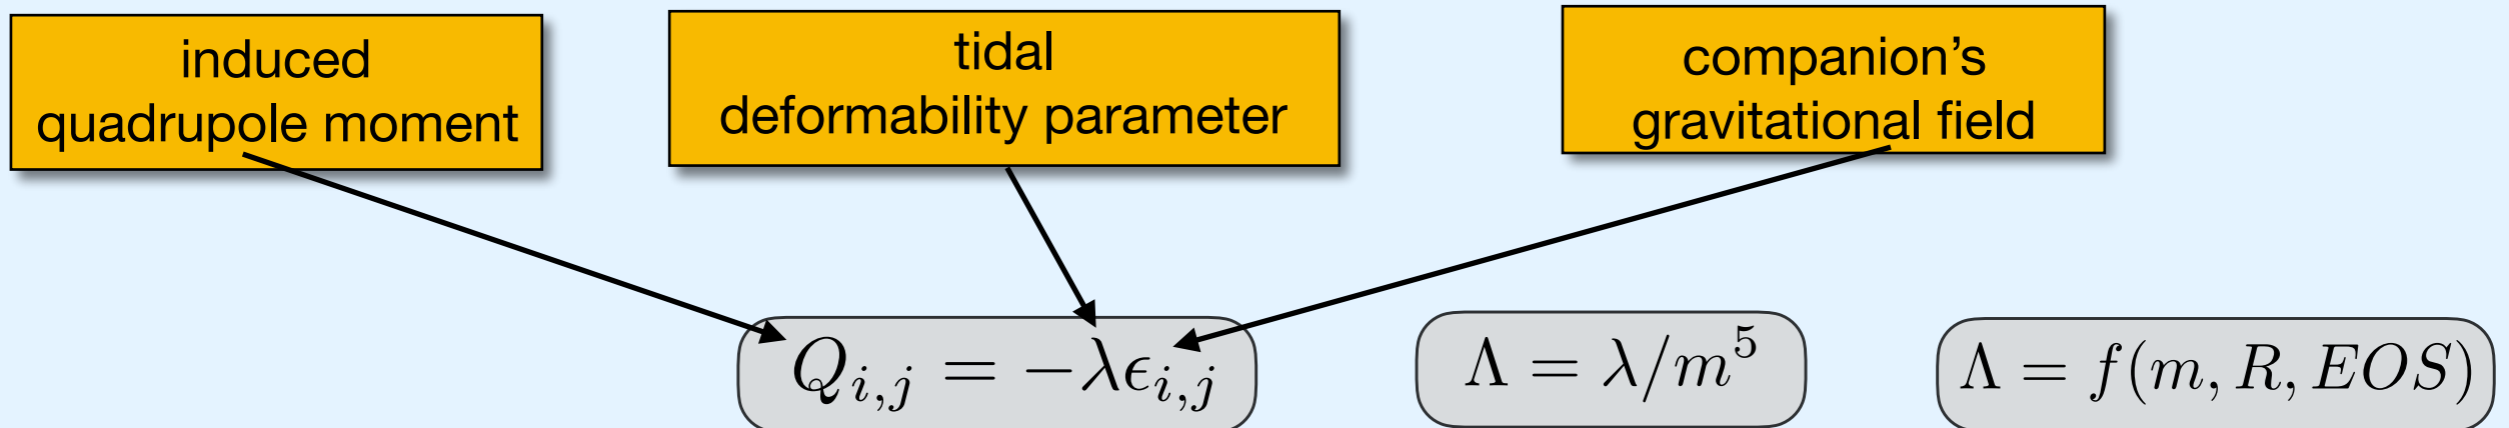 induced
quadrupole moment
tidal
deformability parameter
companion’s
gravitational field
Q_{i,j} = −λϵ_{i,j}
Λ = λ/m^5
Λ = f(m, R, EOS)